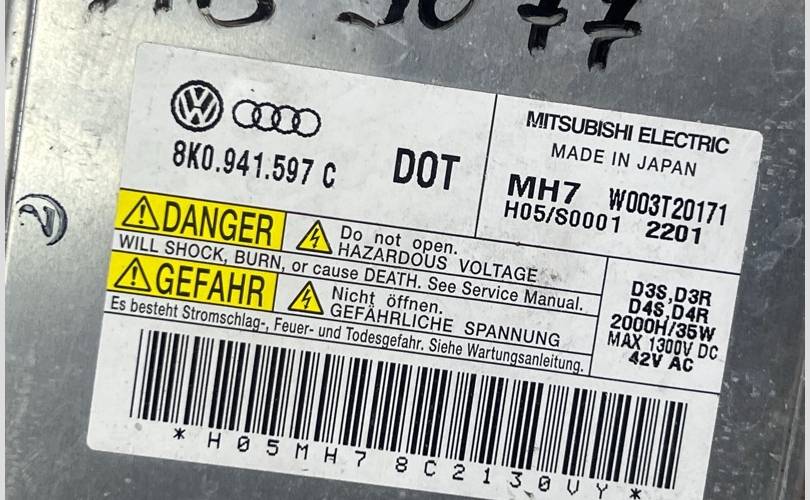 8K0.941.597 C
DOT
MITSUBISHI ELECTRIC
MADE IN JAPAN
MH7 W003T20171
H05/S0001 2201
DANGER
Do not open.
HAZARDOUS VOLTAGE
WILL SHOCK, BURN, or cause DEATH. See Service Manual.
GEFAHR
Nicht öffnen.
GEFÄHRLICHE SPANNUNG
Es besteht Stromschlag-, Feuer- und Todesgefahr. Siehe Wartungsanleitung.
D3S,D3R
D4S,D4R
2000H/35W
MAX 1300V DC
42V AC
*H05MH78C2130VY*